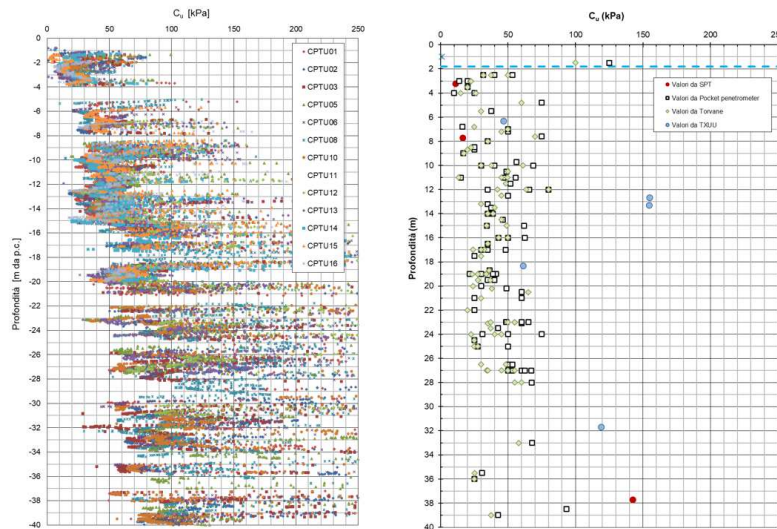 Cu [kPa]
0 50 100 150 200 250
0
-2
-4
-6
-8
-10
-12
-14
-16
-18
-20
-22
-24
-26
-28
-30
-32
-34
-36
-38
-40
Profondità [m da p.c.]
CPTU01
CPTU02
CPTU03
CPTU05
CPTU06
CPTU08
CPTU10
CPTU11
CPTU12
CPTU13
CPTU14
CPTU15
CPTU16
Cu (kPa)
0 50 100 150 200 250
0
2
4
6
8
10
12
14
16
18
20
22
24
26
28
30
32
34
36
38
40
Profondità (m)
Valori da SPT
Valori da Pocket penetrometer
Valori da Torvane
Valori da TXUU